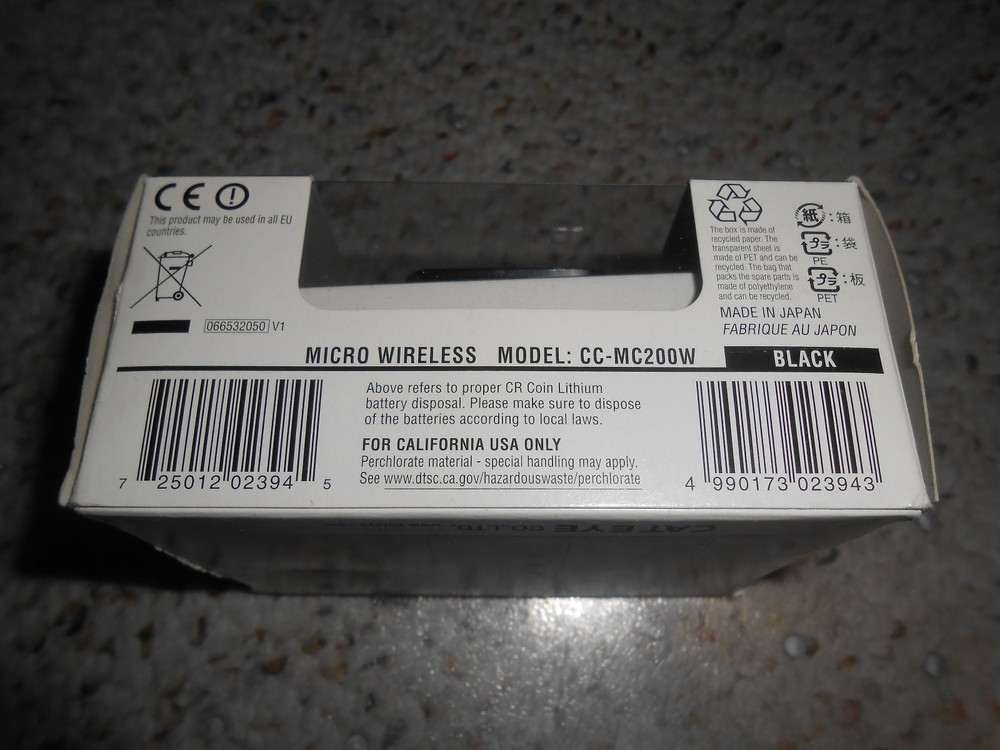 CE
This product may be used in all EU
countries.
066532050 V1
The box is made of
recycled paper. The
transparent sheet is
made of PET and can be
recycled. The bag that
packs the spare parts is
made of polyethylene
and can be recycled.
紙:箱
プラ:袋
PE
プラ:板
PET
MADE IN JAPAN
FABRIQUE AU JAPON
MICRO WIRELESS MODEL: CC-MC200W
BLACK
Above refers to proper CR Coin Lithium
battery disposal. Please make sure to dispose
of the batteries according to local laws.
FOR CALIFORNIA USA ONLY
Perchlorate material - special handling may apply.
See www.dtsc.ca.gov/hazardouswaste/perchlorate
7 25012 02394 5
4 990173 023943
CATEYE CO.,LTD.